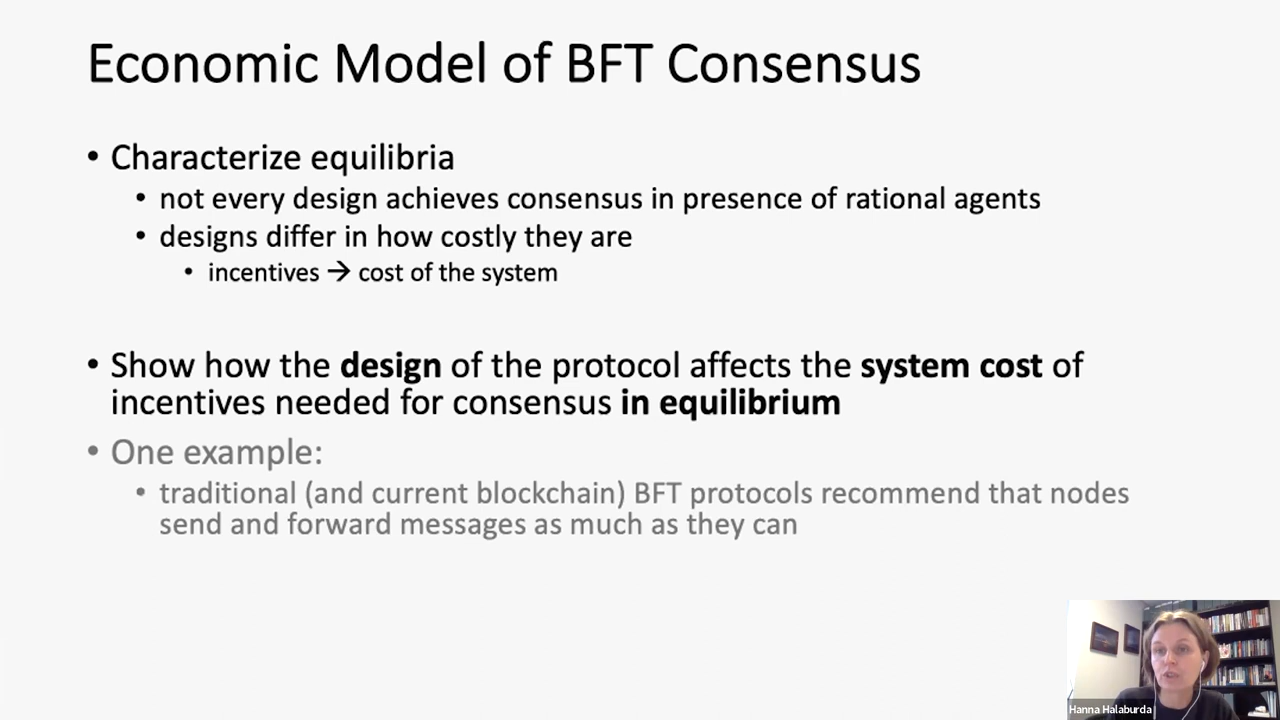 Economic Model of BFT Consensus
• Characterize equilibria
• not every design achieves consensus in presence of rational agents
• designs differ in how costly they are
• incentives → cost of the system
• Show how the design of the protocol affects the system cost of
incentives needed for consensus in equilibrium
• One example:
• traditional (and current blockchain) BFT protocols recommend that nodes
send and forward messages as much as they can
Hanna Halaburda